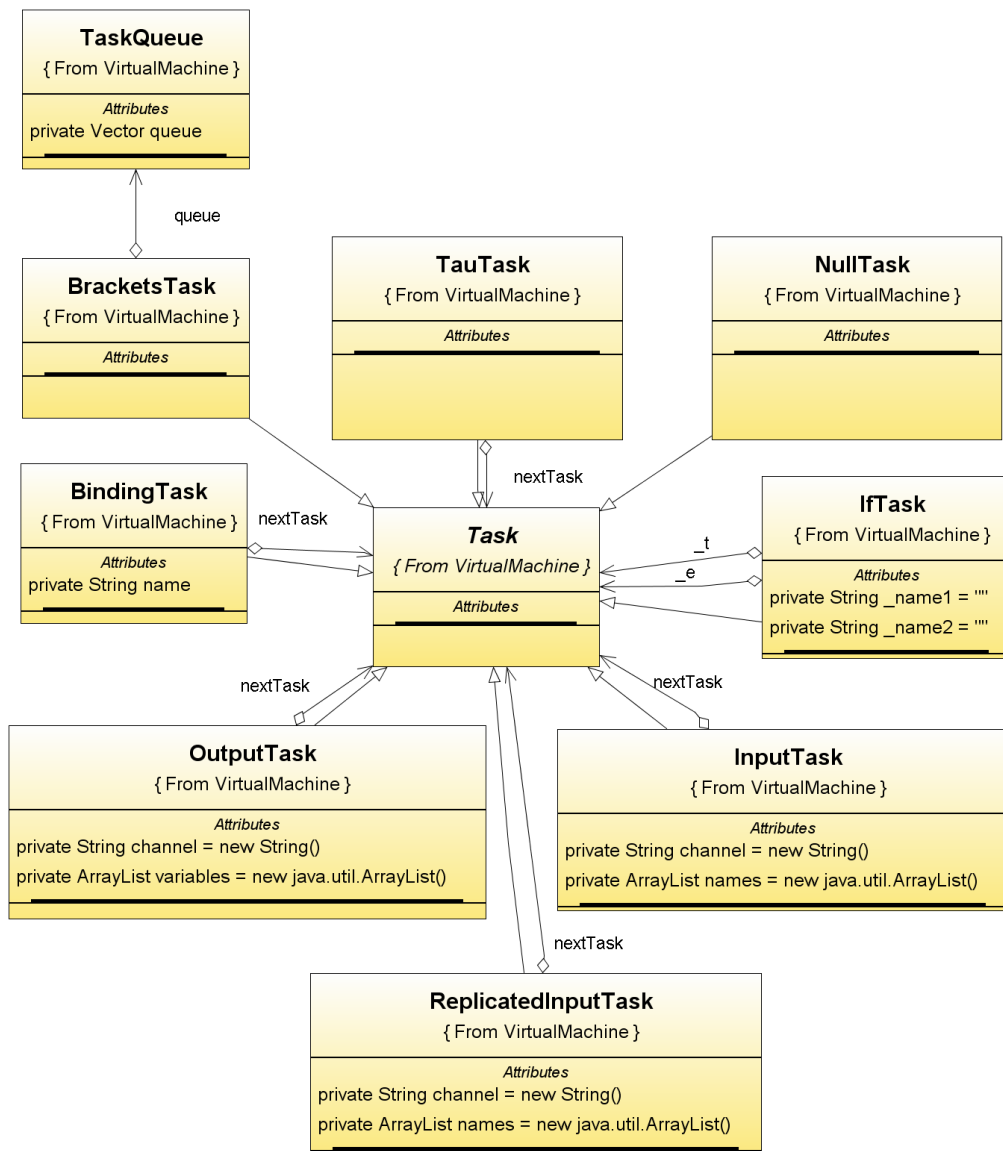 TaskQueue
{ From VirtualMachine }
Attributes
private Vector queue
queue
BracketsTask
{ From VirtualMachine }
Attributes
TauTask
{ From VirtualMachine }
Attributes
NullTask
{ From VirtualMachine }
Attributes
nextTask
BindingTask
{ From VirtualMachine }
Attributes
private String name
nextTask
Task
{ From VirtualMachine }
Attributes
_t
_e
IfTask
{ From VirtualMachine }
Attributes
private String _name1 = ""
private String _name2 = ""
nextTask
nextTask
OutputTask
{ From VirtualMachine }
Attributes
private String channel = new String()
private ArrayList variables = new java.util.ArrayList()
InputTask
{ From VirtualMachine }
Attributes
private String channel = new String()
private ArrayList names = new java.util.ArrayList()
nextTask
ReplicatedInputTask
{ From VirtualMachine }
Attributes
private String channel = new String()
private ArrayList names = new java.util.ArrayList()